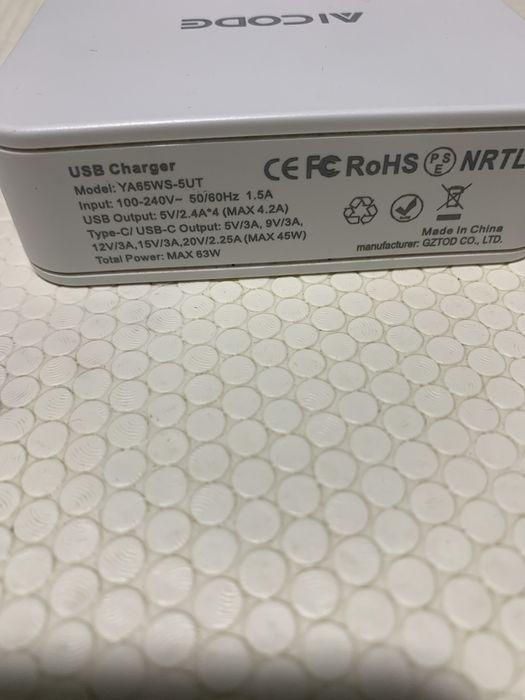 AICODE
USB Charger
Model: YA65WS-5UT
Input: 100-240V~ 50/60Hz 1.5A
USB Output: 5V/2.4A*4 (MAX 4.2A)
Type-C/ USB-C Output: 5V/3A, 9V/3A,
12V/3A,15V/3A,20V/2.25A (MAX 45W)
Total Power: MAX 63W
CE FC RoHS PSE NRTL
Made In China
manufacturer: GZTOD CO., LTD.